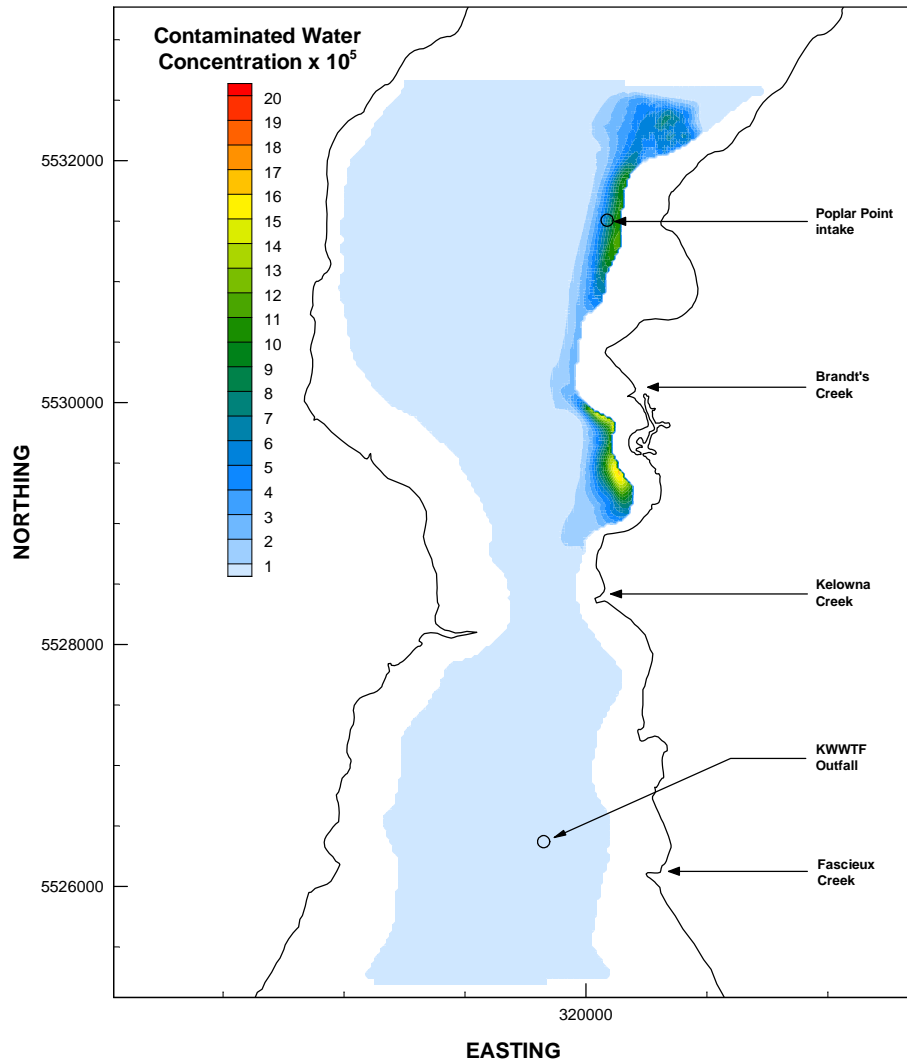 Contaminated Water
Concentration x 10⁵
20
19
18
17
16
15
14
13
12
11
10
9
8
7
6
5
4
3
2
1
5532000
5530000
5528000
5526000
NORTHING
Poplar Point
intake
Brandt's
Creek
Kelowna
Creek
KWWTF
Outfall
Fascieux
Creek
320000
EASTING